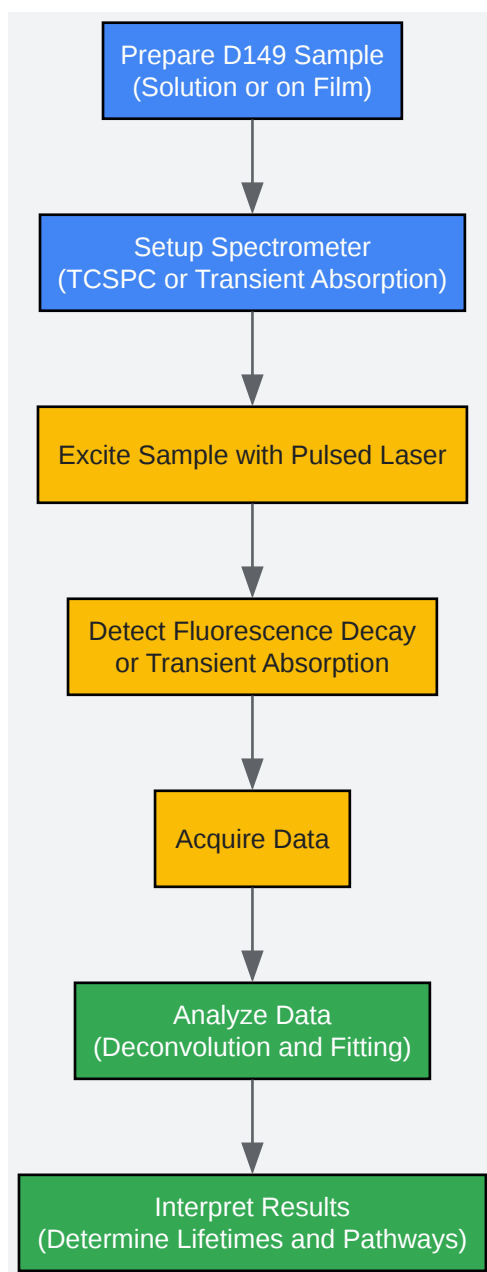 Prepare D149 Sample
(Solution or on Film)
Setup Spectrometer
(TCSPC or Transient Absorption)
Excite Sample with Pulsed Laser
Detect Fluorescence Decay
or Transient Absorption
Acquire Data
Analyze Data
(Deconvolution and Fitting)
Interpret Results
(Determine Lifetimes and Pathways)